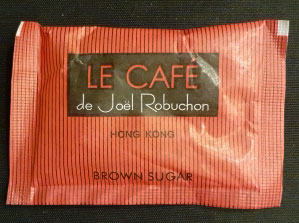 LE CAFÉ
de Joël Robuchon
HONG KONG
BROWN SUGAR